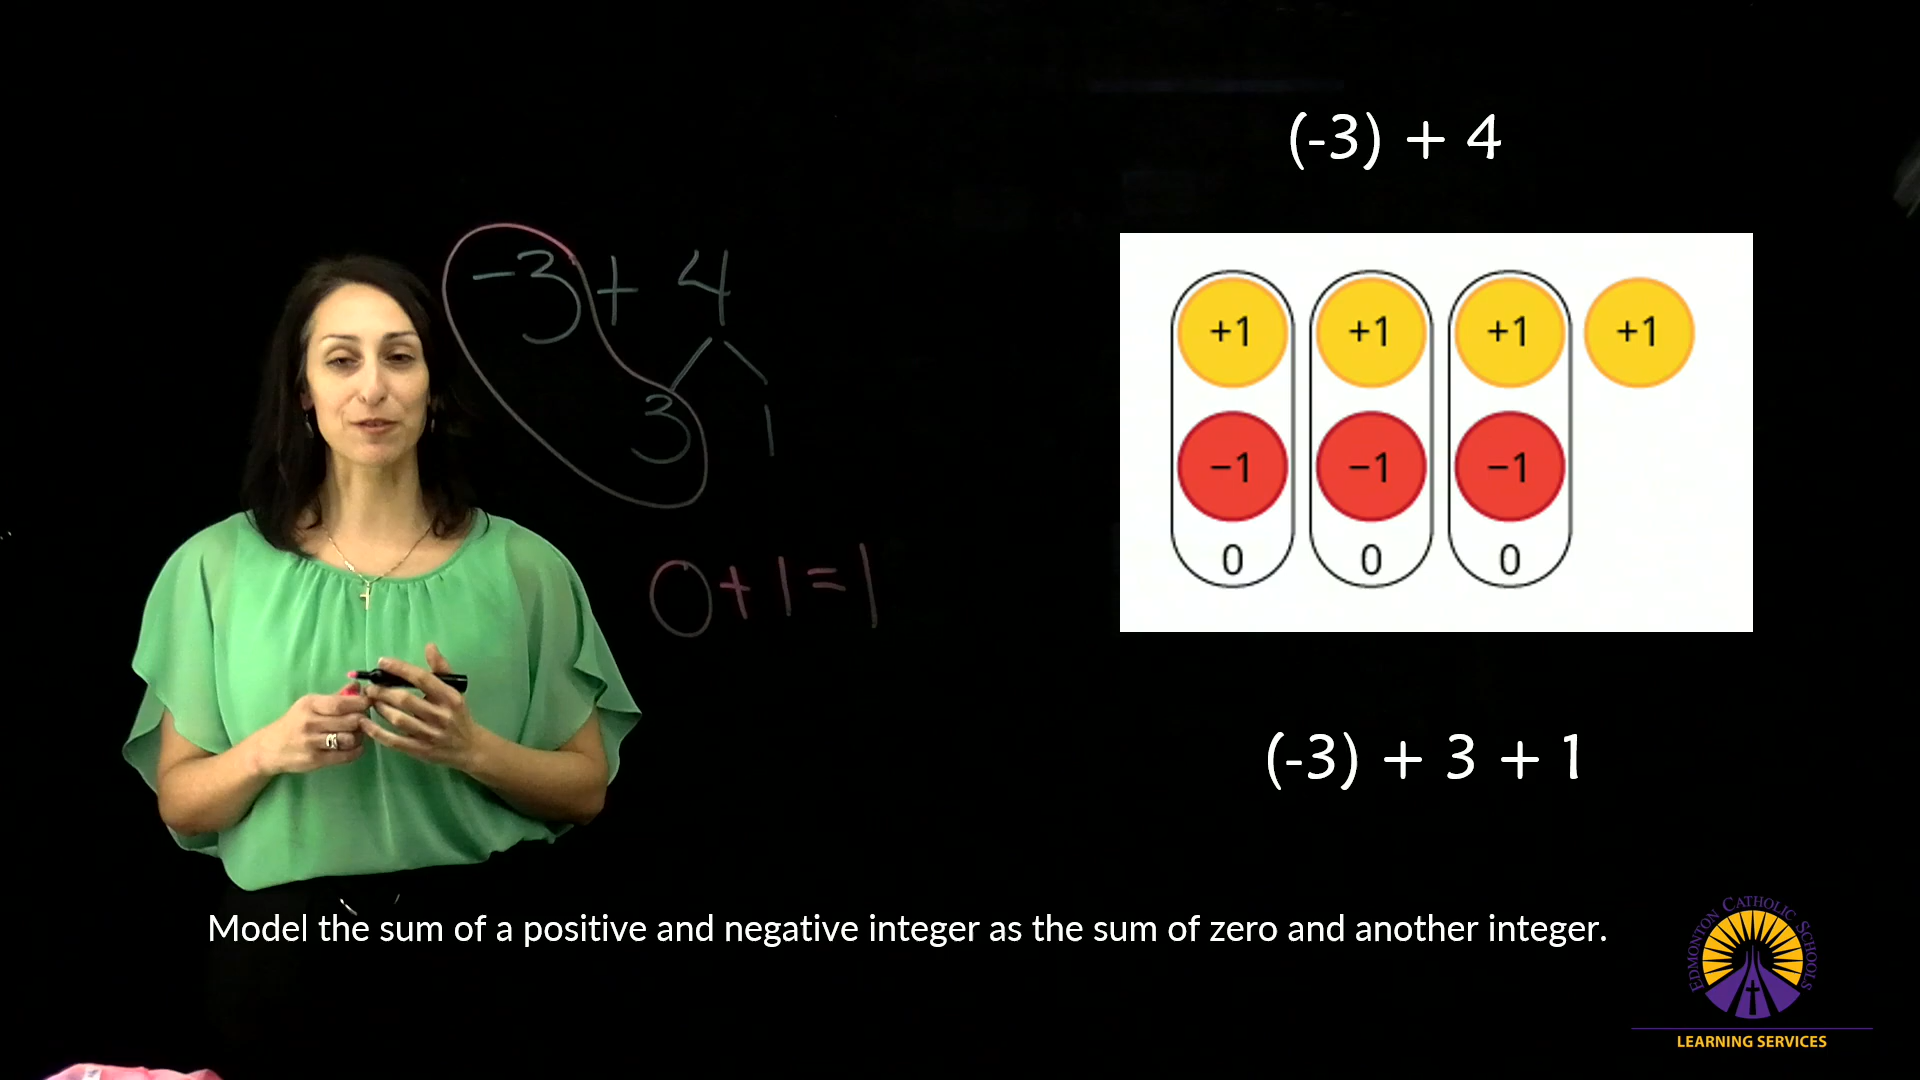 (-3) + 4
-3 + 4
3 1
0+1=1
+1 +1 +1 +1
−1 −1 −1
0 0 0
(-3) + 3 + 1
Model the sum of a positive and negative integer as the sum of zero and another integer.
EDMONTON CATHOLIC SCHOOLS
LEARNING SERVICES